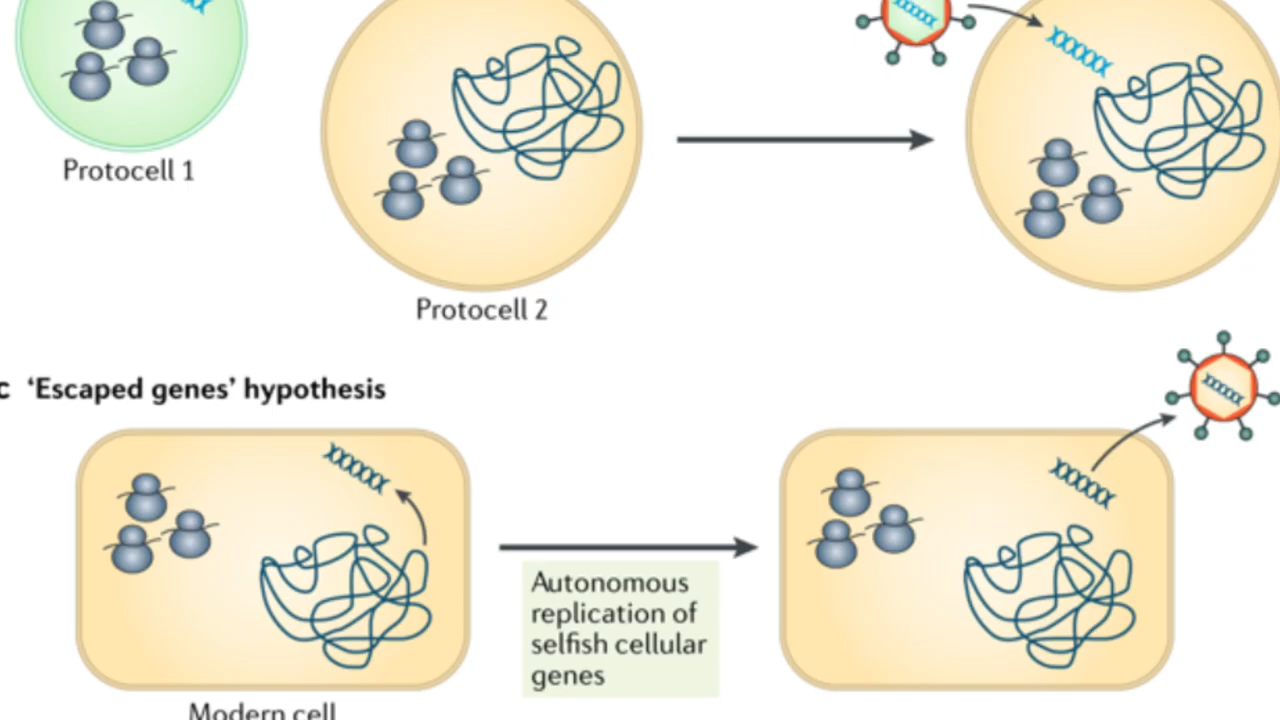 Protocell 1
Protocell 2
c ‘Escaped genes’ hypothesis
Autonomous
replication of
selfish cellular
genes
Modern cell